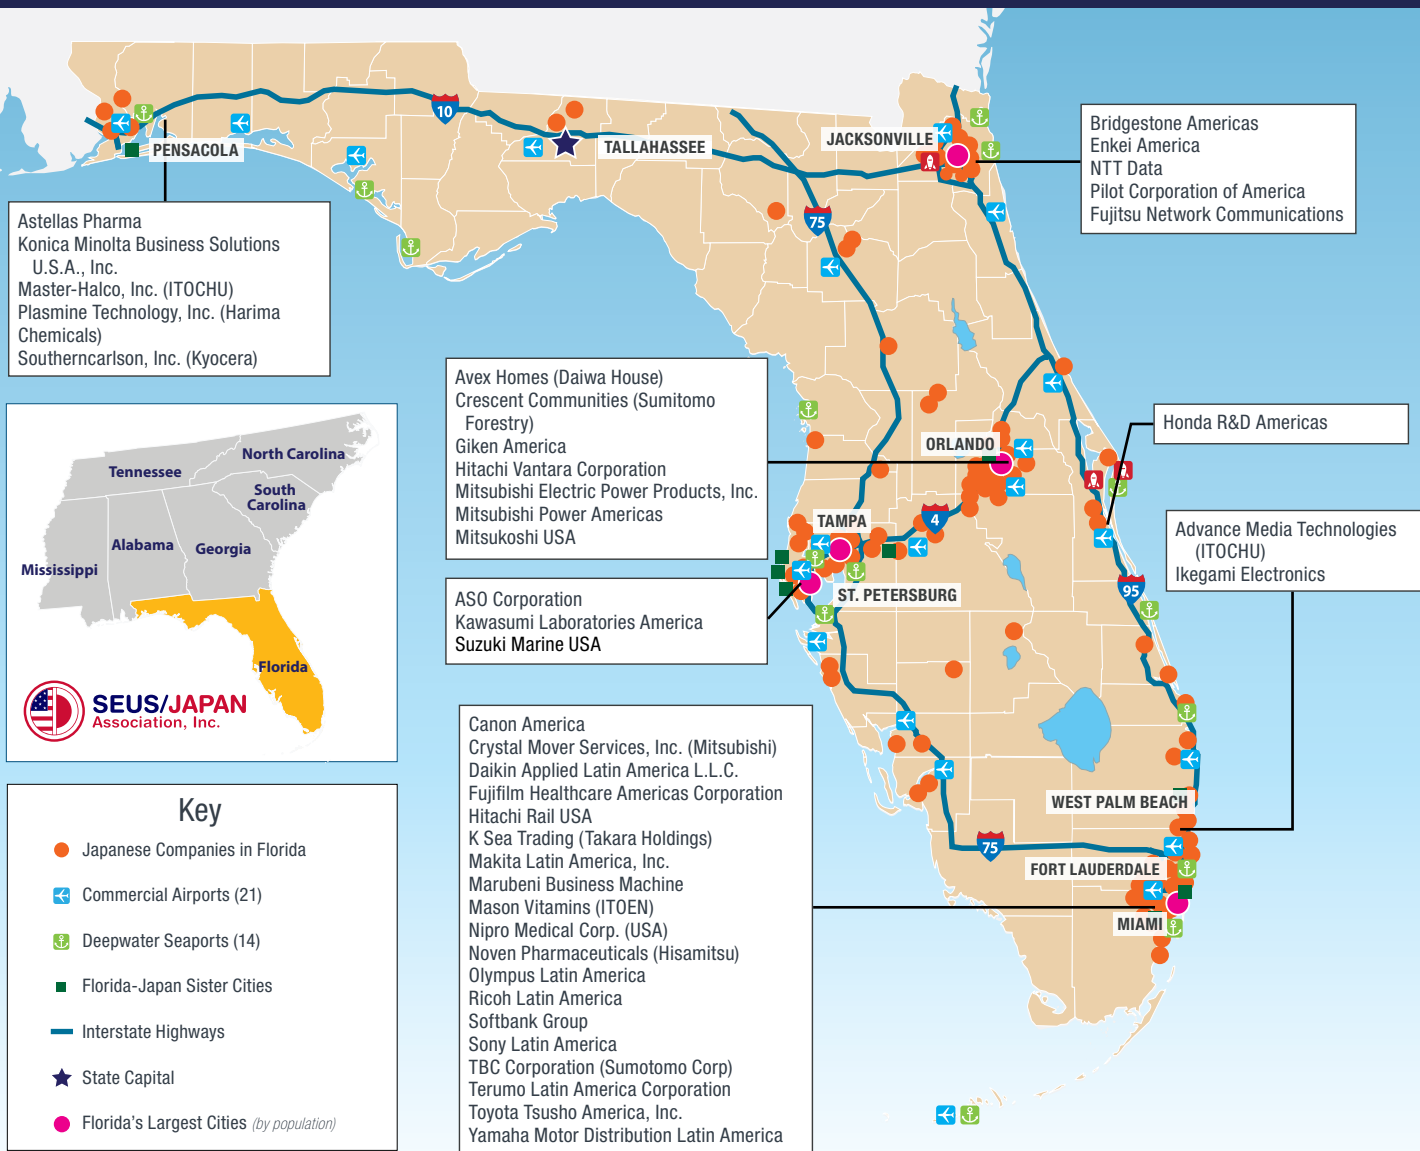 10
PENSACOLA
TALLAHASSEE
JACKSONVILLE
75
Bridgestone Americas
Enkei America
NTT Data
Pilot Corporation of America
Fujitsu Network Communications
Astellas Pharma
Konica Minolta Business Solutions
U.S.A., Inc.
Master-Halco, Inc. (ITOCHU)
Plasmine Technology, Inc. (Harima
Chemicals)
Southerncarlson, Inc. (Kyocera)
Avex Homes (Daiwa House)
Crescent Communities (Sumitomo
Forestry)
Giken America
Hitachi Vantara Corporation
Mitsubishi Electric Power Products, Inc.
Mitsubishi Power Americas
Mitsukoshi USA
ORLANDO
Honda R&D Americas
TAMPA
4
Advance Media Technologies
(ITOCHU)
Ikegami Electronics
ASO Corporation
Kawasumi Laboratories America
Suzuki Marine USA
ST. PETERSBURG
95
Tennessee
North Carolina
South
Carolina
Alabama
Georgia
Mississippi
Florida
SEUS/JAPAN
Association, Inc.
Canon America
Crystal Mover Services, Inc. (Mitsubishi)
Daikin Applied Latin America L.L.C.
Fujifilm Healthcare Americas Corporation
Hitachi Rail USA
K Sea Trading (Takara Holdings)
Makita Latin America, Inc.
Marubeni Business Machine
Mason Vitamins (ITOEN)
Nipro Medical Corp. (USA)
Noven Pharmaceuticals (Hisamitsu)
Olympus Latin America
Ricoh Latin America
Softbank Group
Sony Latin America
TBC Corporation (Sumotomo Corp)
Terumo Latin America Corporation
Toyota Tsusho America, Inc.
Yamaha Motor Distribution Latin America
WEST PALM BEACH
75
FORT LAUDERDALE
MIAMI
Key
Japanese Companies in Florida
Commercial Airports (21)
Deepwater Seaports (14)
Florida-Japan Sister Cities
Interstate Highways
State Capital
Florida's Largest Cities (by population)